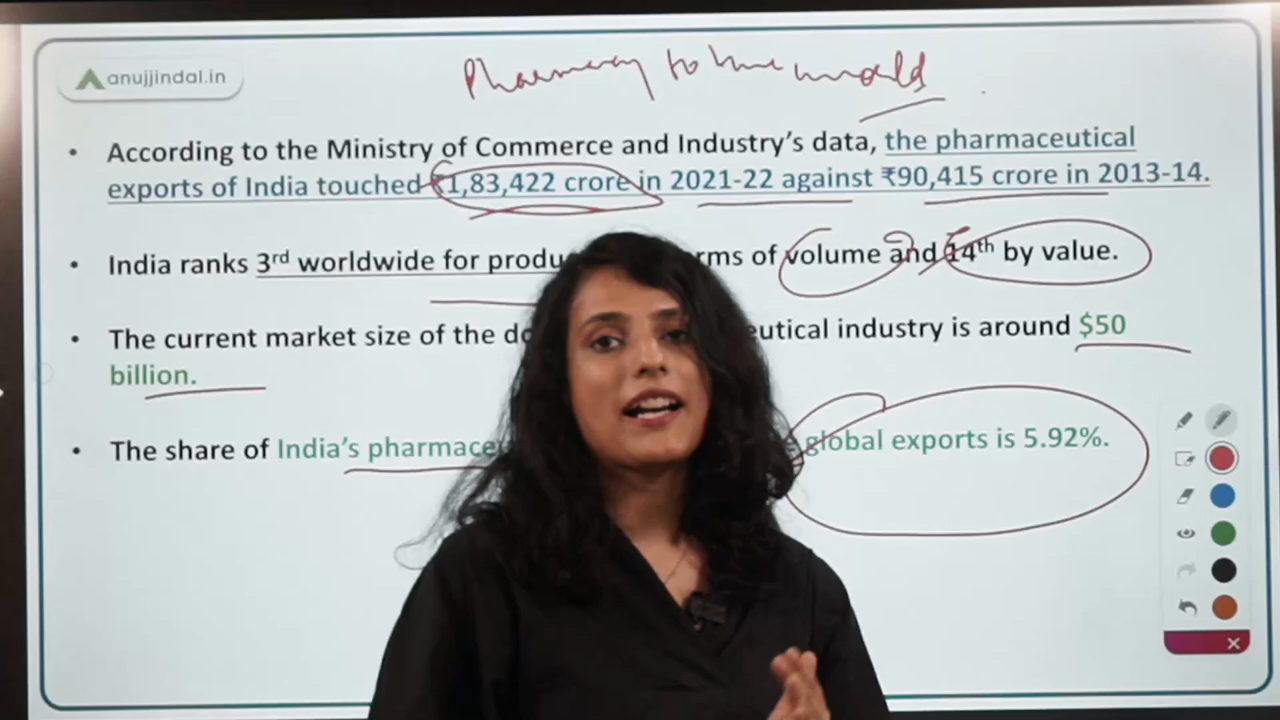 anujjindal.in
Pharmacy to the world
• According to the Ministry of Commerce and Industry's data, the pharmaceutical
exports of India touched ₹1,83,422 crore in 2021-22 against ₹90,415 crore in 2013-14.
• India ranks 3rd worldwide for produ rms of volume and 14th by value.
• The current market size of the do eutical industry is around $50
billion.
• The share of India's pharmace global exports is 5.92%.